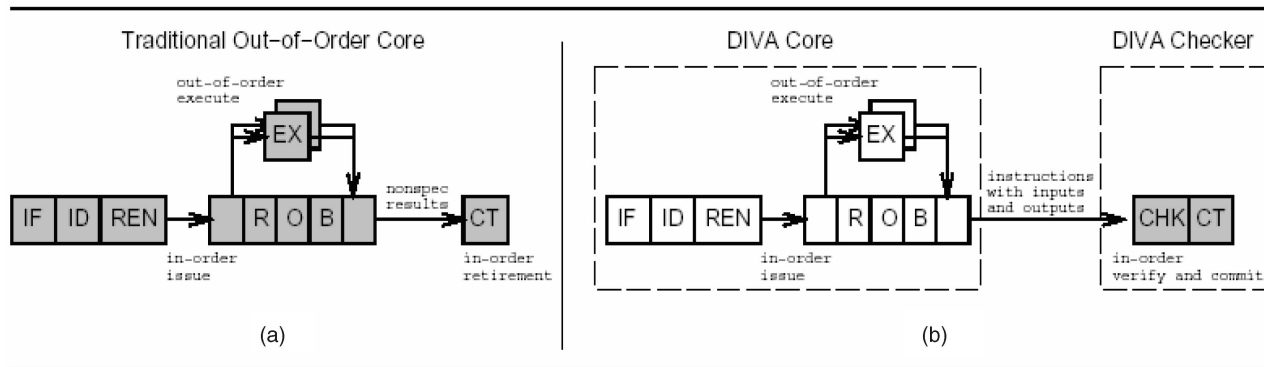 Traditional Out-of-Order Core
out-of-order
execute
EX
IF ID REN
R O B
nonspec
results
CT
in-order
issue
in-order
retirement
(a)
DIVA Core
DIVA Checker
out-of-order
execute
EX
IF ID REN
R O B
instructions
with inputs
and outputs
CHK CT
in-order
issue
in-order
verify and commit
(b)